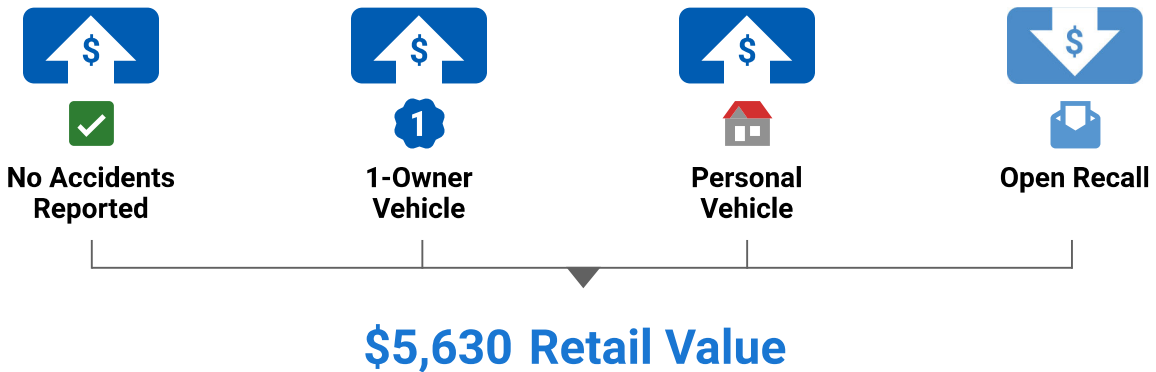 $ $ $ $
1
No Accidents 1-Owner Personal Open Recall
Reported Vehicle Vehicle
$5,630 Retail Value